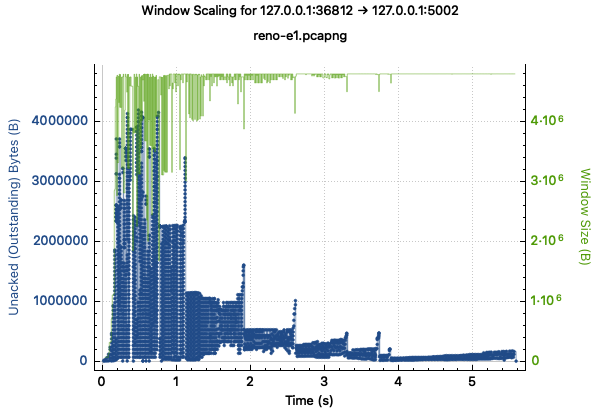 Window Scaling for 127.0.0.1:36812 → 127.0.0.1:5002
reno-e1.pcapng
Unacked (Outstanding) Bytes (B)
4000000
3000000
2000000
1000000
0
4·10⁶
3·10⁶
2·10⁶
1·10⁶
0
Window Size (B)
0 1 2 3 4 5
Time (s)